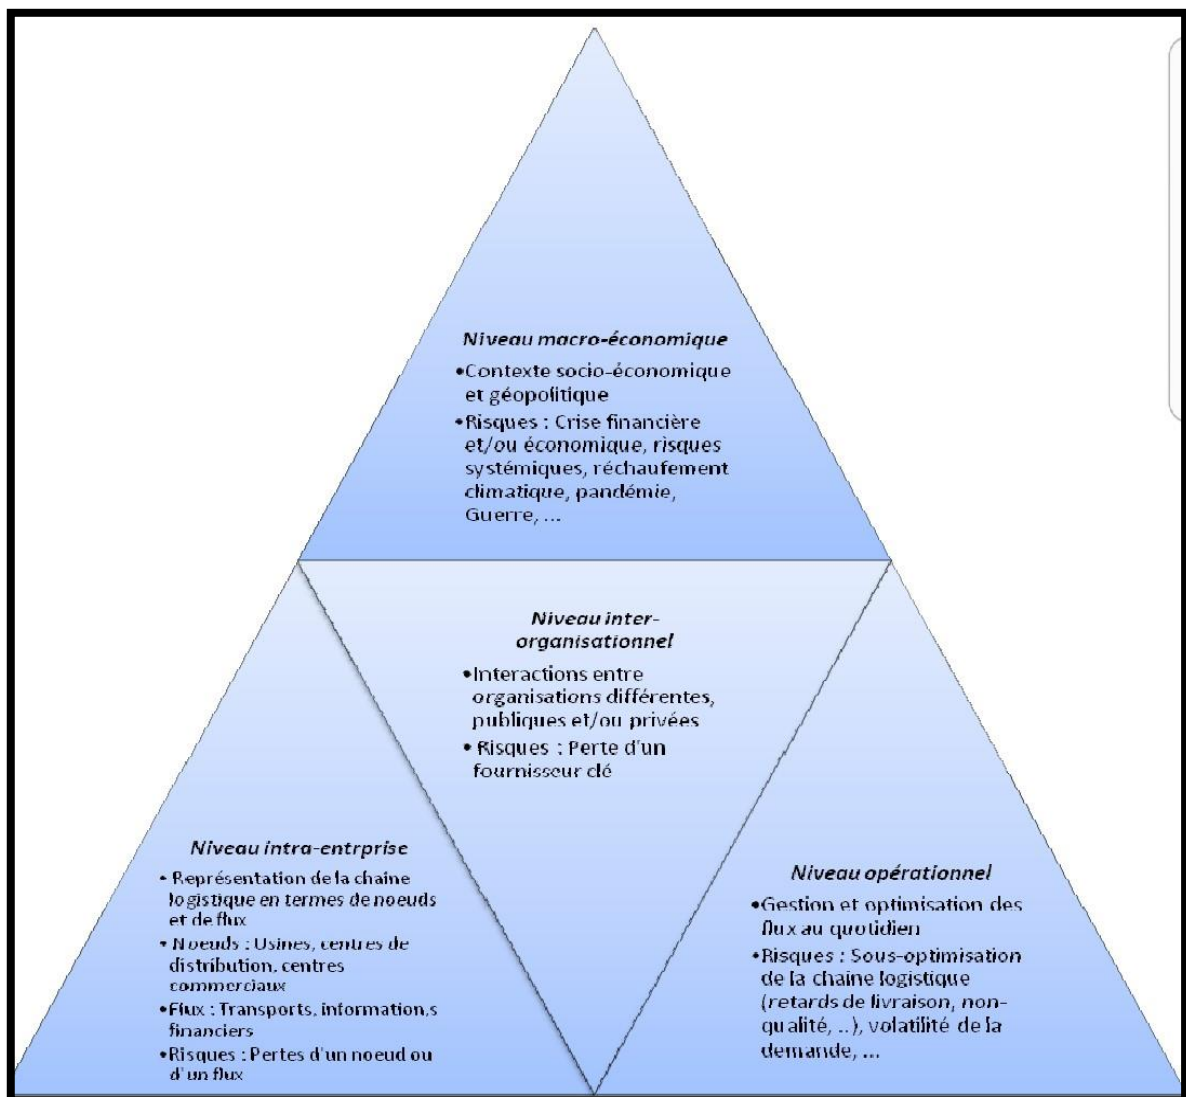 Niveau macro-économique
•Contexte socio-économique
et géopolitique
•Risques : Crise financière
et/ou économique, risques
systémiques, réchaufement
climatique, pandémie,
Guerre, ...
Niveau inter-
organisationnel
•Interactions entre
organisations différentes,
publiques et/ou privées
• Risques : Perte d'un
fournisseur clé
Niveau intra-entrprise
• Représentation de la chaine
logistique en termes de noeuds
et de flux
• Noeuds : Usines, centres de
distribution, centres
commerciaux
•Flux : Transports, information,s
financiers
•Risques : Pertes d'un noeud ou
d'un flux
Niveau opérationnel
•Gestion et optimisation des
flux au quotidien
•Risques : Sous-optimisation
de la chaine logistique
(retards de livraison, non-
qualité, ..), volatilité de la
demande, ...